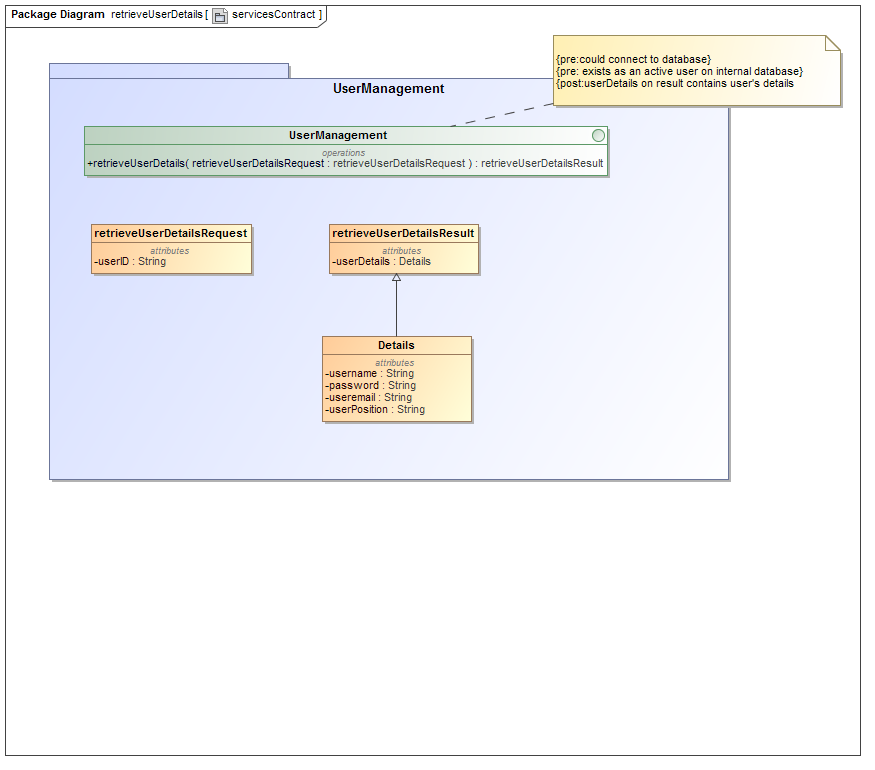 Package Diagram retrieveUserDetails [ servicesContract ]
{pre:could connect to database}
{pre: exists as an active user on internal database}
{post:userDetails on result contains user's details
UserManagement
UserManagement
operations
+retrieveUserDetails( retrieveUserDetailsRequest : retrieveUserDetailsRequest ) : retrieveUserDetailsResult
retrieveUserDetailsRequest
attributes
-userID : String
retrieveUserDetailsResult
attributes
-userDetails : Details
Details
attributes
-username : String
-password : String
-useremail : String
-userPosition : String